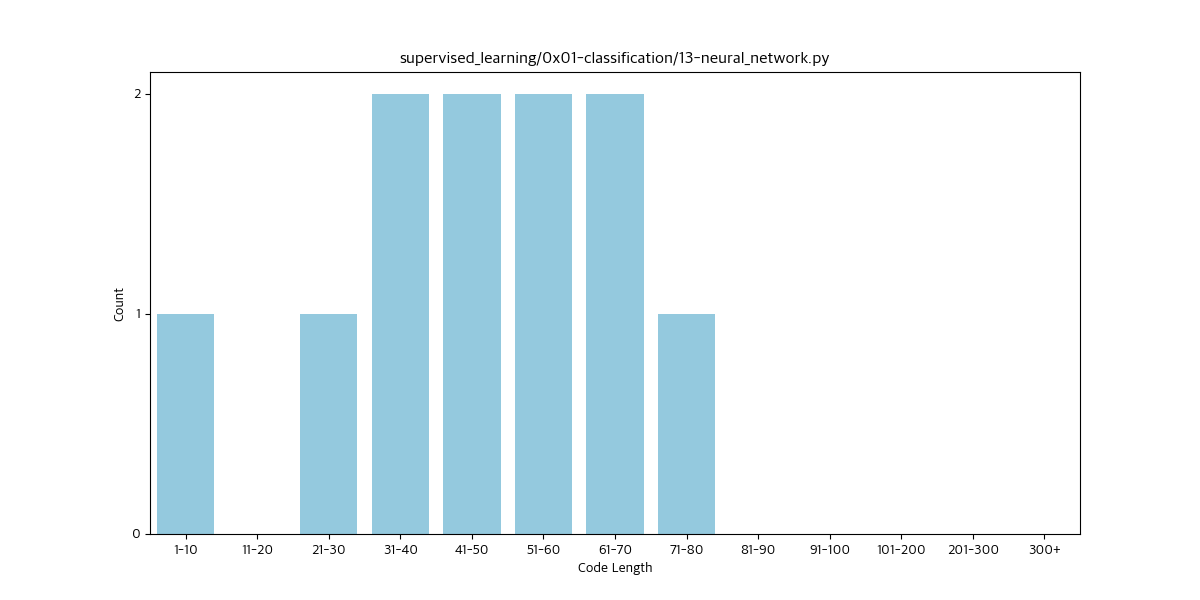 supervised_learning/0x01-classification/13-neural_network.py
2
1
0
Count
1-10 11-20 21-30 31-40 41-50 51-60 61-70 71-80 81-90 91-100 101-200 201-300 300+
Code Length